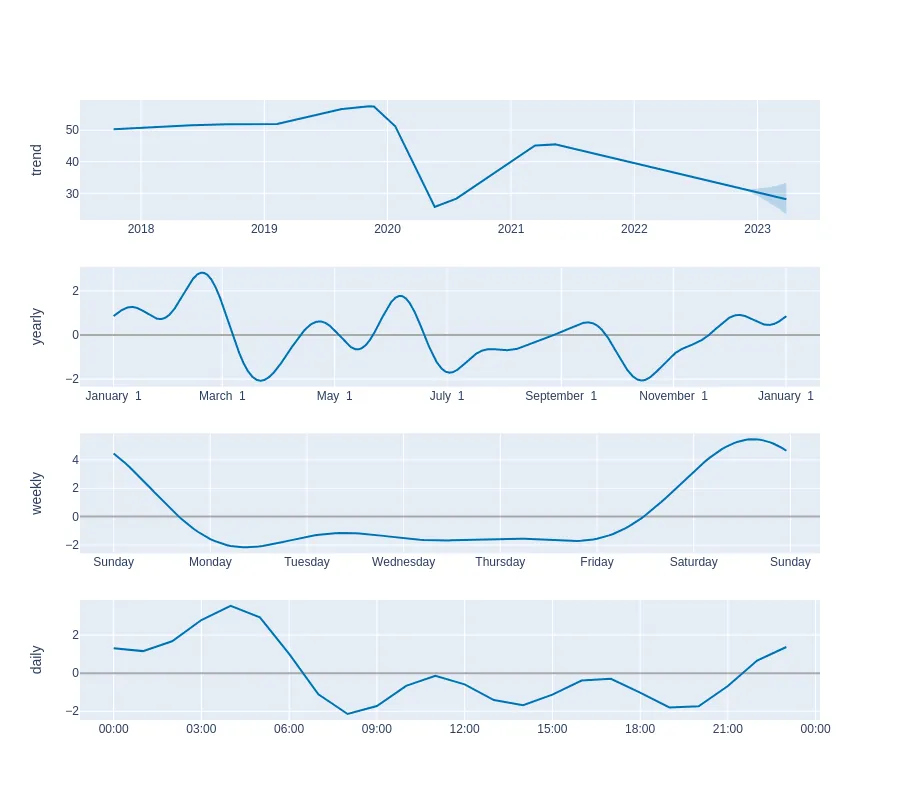 trend
50
40
30
2018 2019 2020 2021 2022 2023
yearly
2
0
−2
January 1 March 1 May 1 July 1 September 1 November 1 January 1
weekly
4
2
0
−2
Sunday Monday Tuesday Wednesday Thursday Friday Saturday Sunday
daily
2
0
−2
00:00 03:00 06:00 09:00 12:00 15:00 18:00 21:00 00:00